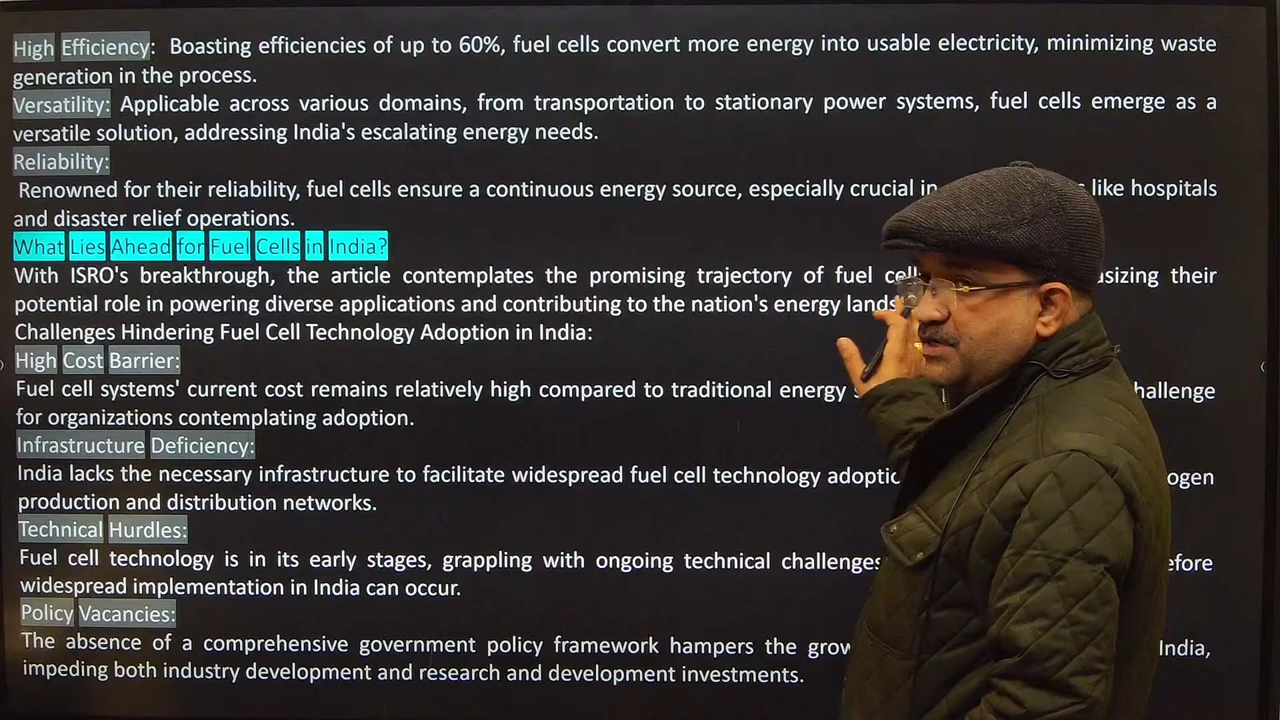 High Efficiency: Boasting efficiencies of up to 60%, fuel cells convert more energy into usable electricity, minimizing waste
generation in the process.
Versatility: Applicable across various domains, from transportation to stationary power systems, fuel cells emerge as a
versatile solution, addressing India's escalating energy needs.
Reliability:
Renowned for their reliability, fuel cells ensure a continuous energy source, especially crucial in like hospitals
and disaster relief operations.
What Lies Ahead for Fuel Cells in India?
With ISRO's breakthrough, the article contemplates the promising trajectory of fuel their
potential role in powering diverse applications and contributing to the nation's energy
Challenges Hindering Fuel Cell Technology Adoption in India:
High Cost Barrier:
Fuel cell systems' current cost remains relatively high compared to traditional energy
for organizations contemplating adoption.
Infrastructure Deficiency:
India lacks the necessary infrastructure to facilitate widespread fuel cell technology
production and distribution networks.
Technical Hurdles:
Fuel cell technology is in its early stages, grappling with ongoing technical challenges
widespread implementation in India can occur.
Policy Vacancies:
The absence of a comprehensive government policy framework hampers the India,
impeding both industry development and research and development investments.